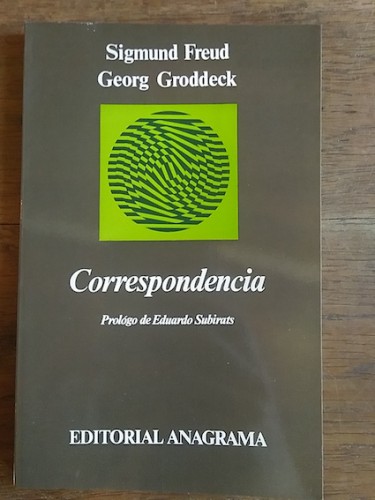 Sigmund Freud
Georg Groddeck
Correspondencia
Prológo de Eduardo Subirats
EDITORIAL ANAGRAMA